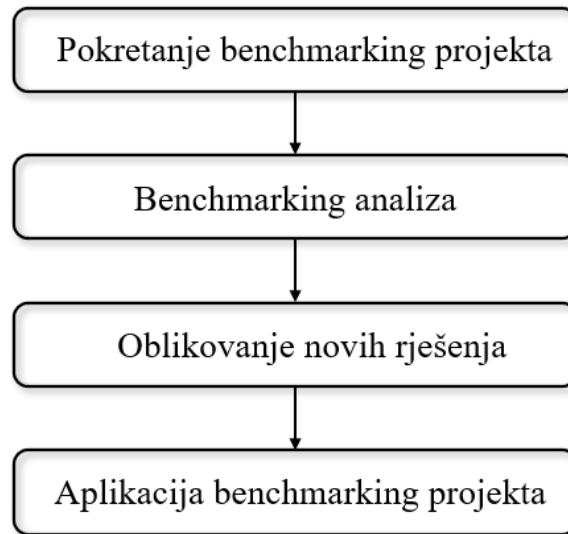 Pokretanje benchmarking projekta
Benchmarking analiza
Oblikovanje novih rješenja
Aplikacija benchmarking projekta